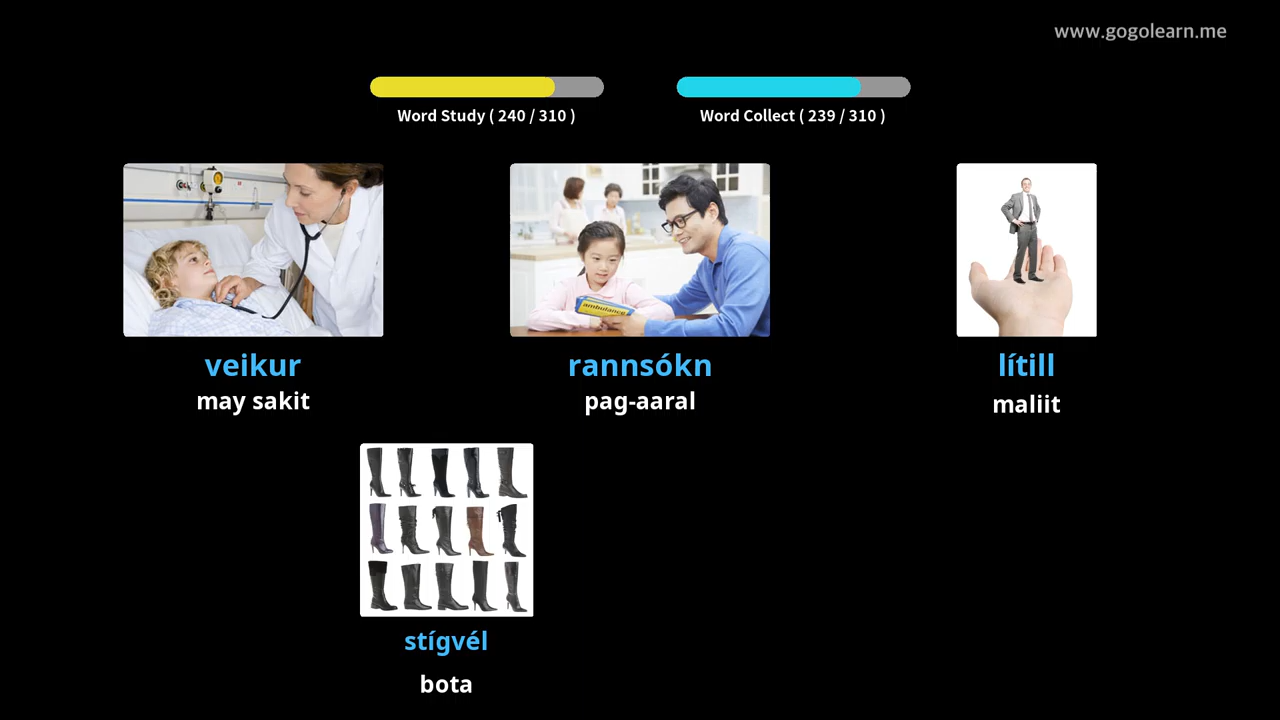 www.gogolearn.me
Word Study ( 240 / 310 )
Word Collect ( 239 / 310 )
ambulance
veikur
rannsókn
lítill
may sakit
pag-aaral
maliit
stígvél
bota